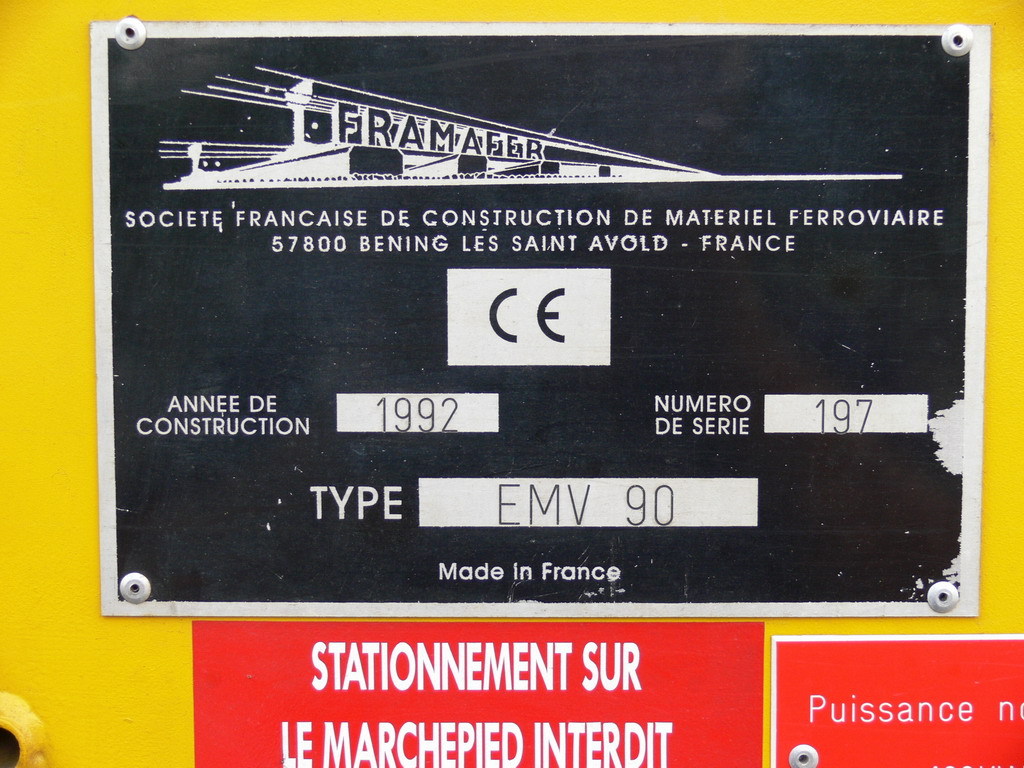 FRAMAFER
SOCIETE FRANCAISE DE CONSTRUCTION DE MATERIEL FERROVIAIRE
57800 BENING LES SAINT AVOLD - FRANCE
CE
ANNEE DE
CONSTRUCTION
1992
NUMERO
DE SERIE
197
TYPE
EMV 90
Made in France
STATIONNEMENT SUR
LE MARCHEPIED INTERDIT
Puissance